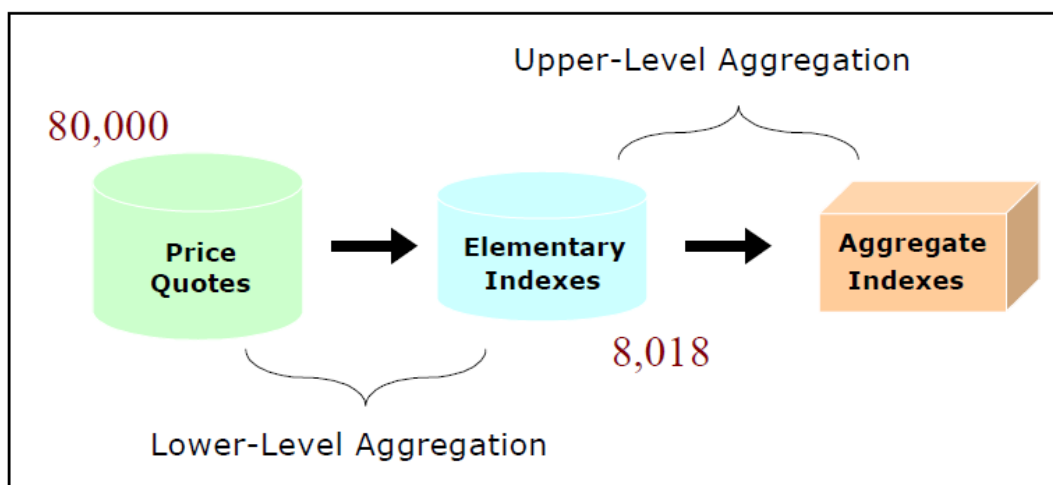 Upper-Level Aggregation
80,000
Price
Quotes
Elementary
Indexes
Aggregate
Indexes
8,018
Lower-Level Aggregation